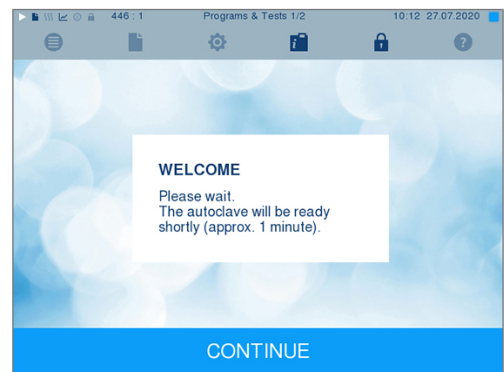 446 : 1 Programs & Tests 1/2 10:12 27.07.2020
i ?
WELCOME
Please wait.
The autoclave will be ready
shortly (approx. 1 minute).
CONTINUE